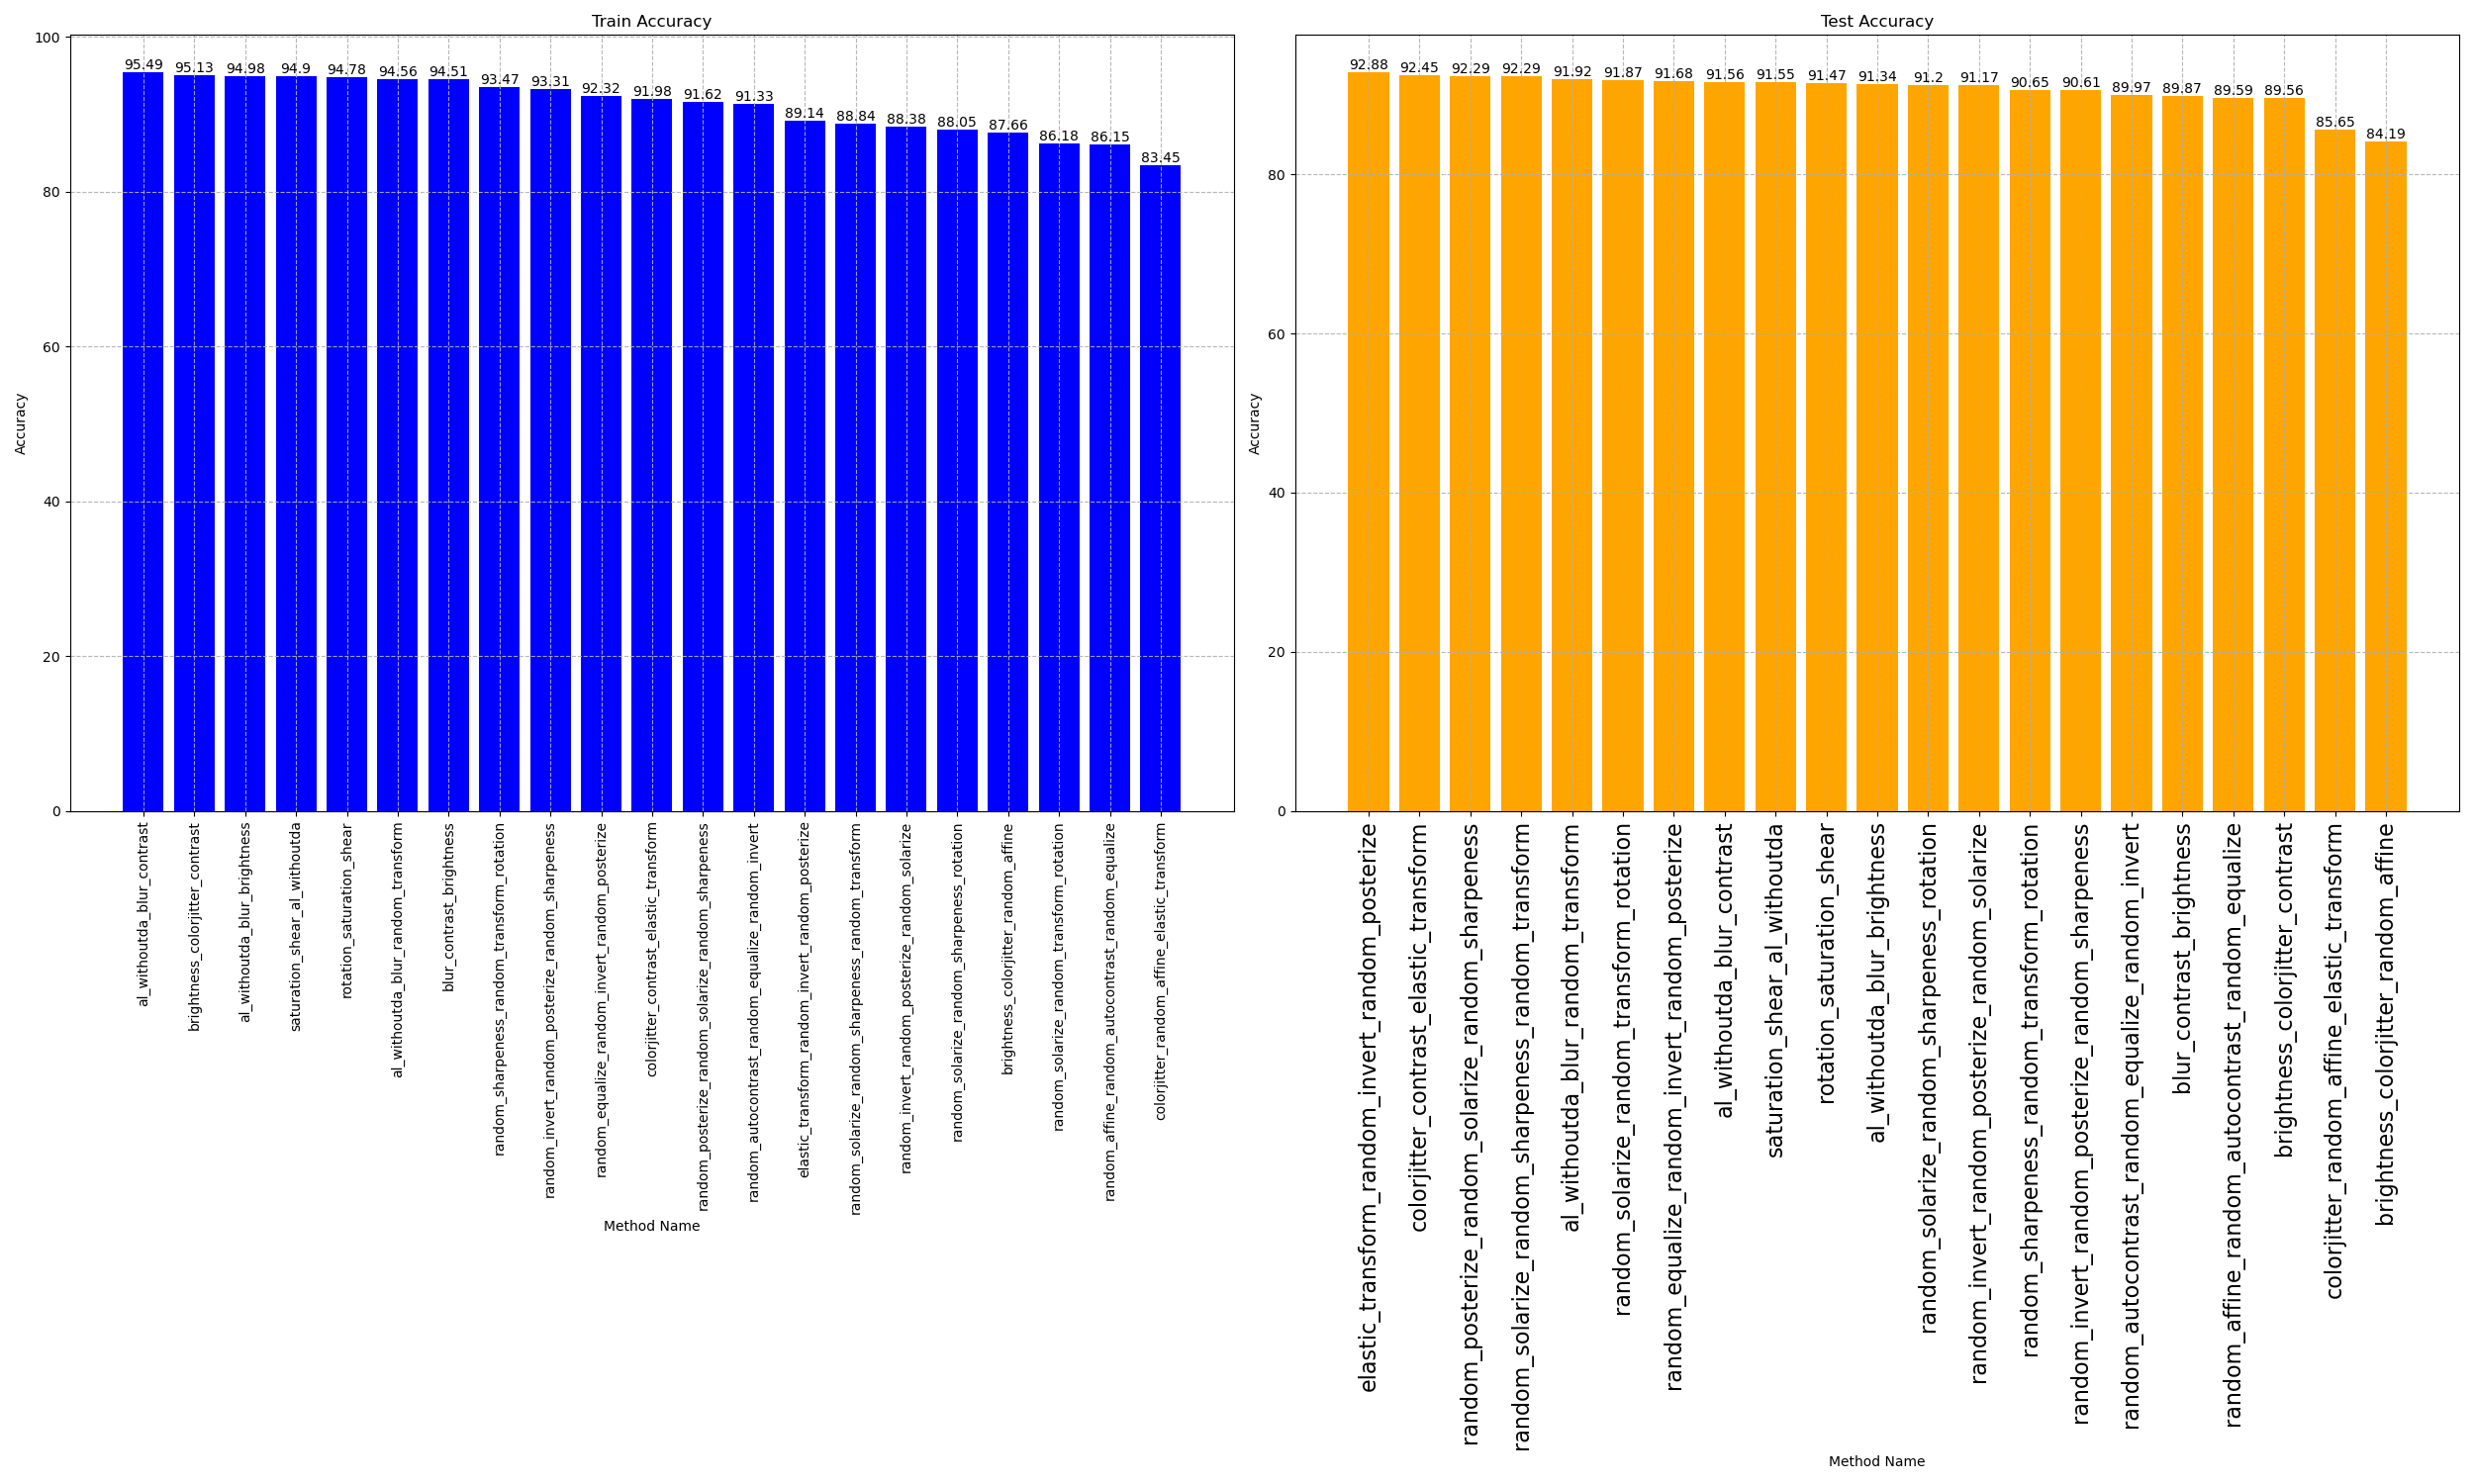 Train Accuracy
100
80
60
40
20
0
Accuracy
95.49
95.13
94.98
94.9
94.78
94.56
94.51
93.47
93.31
92.32
91.98
91.62
91.33
89.14
88.84
88.38
88.05
87.66
86.18
86.15
83.45
al_withoutda_blur_contrast
brightness_colorjitter_contrast
al_withoutda_blur_brightness
saturation_shear_al_withoutda
rotation_saturation_shear
al_withoutda_blur_random_transform
blur_contrast_brightness
random_sharpeness_random_transform_rotation
random_invert_random_posterize_random_sharpeness
random_equalize_random_invert_random_posterize
colorjitter_contrast_elastic_transform
random_posterize_random_solarize_random_sharpeness
random_autocontrast_random_equalize_random_invert
elastic_transform_random_invert_random_posterize
random_solarize_random_sharpeness_random_transform
random_invert_random_posterize_random_solarize
random_solarize_random_sharpeness_rotation
brightness_colorjitter_random_affine
random_solarize_random_transform_rotation
random_affine_random_autocontrast_random_equalize
colorjitter_random_affine_elastic_transform
Method Name
Test Accuracy
80
60
40
20
0
Accuracy
92.88
92.45
92.29
92.29
91.92
91.87
91.68
91.56
91.55
91.47
91.34
91.2
91.17
90.65
90.61
89.97
89.87
89.59
89.56
85.65
84.19
elastic_transform_random_invert_random_posterize
colorjitter_contrast_elastic_transform
random_posterize_random_solarize_random_sharpeness
random_solarize_random_sharpeness_random_transform
al_withoutda_blur_random_transform
random_solarize_random_transform_rotation
random_equalize_random_invert_random_posterize
al_withoutda_blur_contrast
saturation_shear_al_withoutda
rotation_saturation_shear
al_withoutda_blur_brightness
random_solarize_random_sharpeness_rotation
random_invert_random_posterize_random_solarize
random_sharpeness_random_transform_rotation
random_invert_random_posterize_random_sharpeness
random_autocontrast_random_equalize_random_invert
blur_contrast_brightness
random_affine_random_autocontrast_random_equalize
brightness_colorjitter_contrast
colorjitter_random_affine_elastic_transform
brightness_colorjitter_random_affine
Method Name